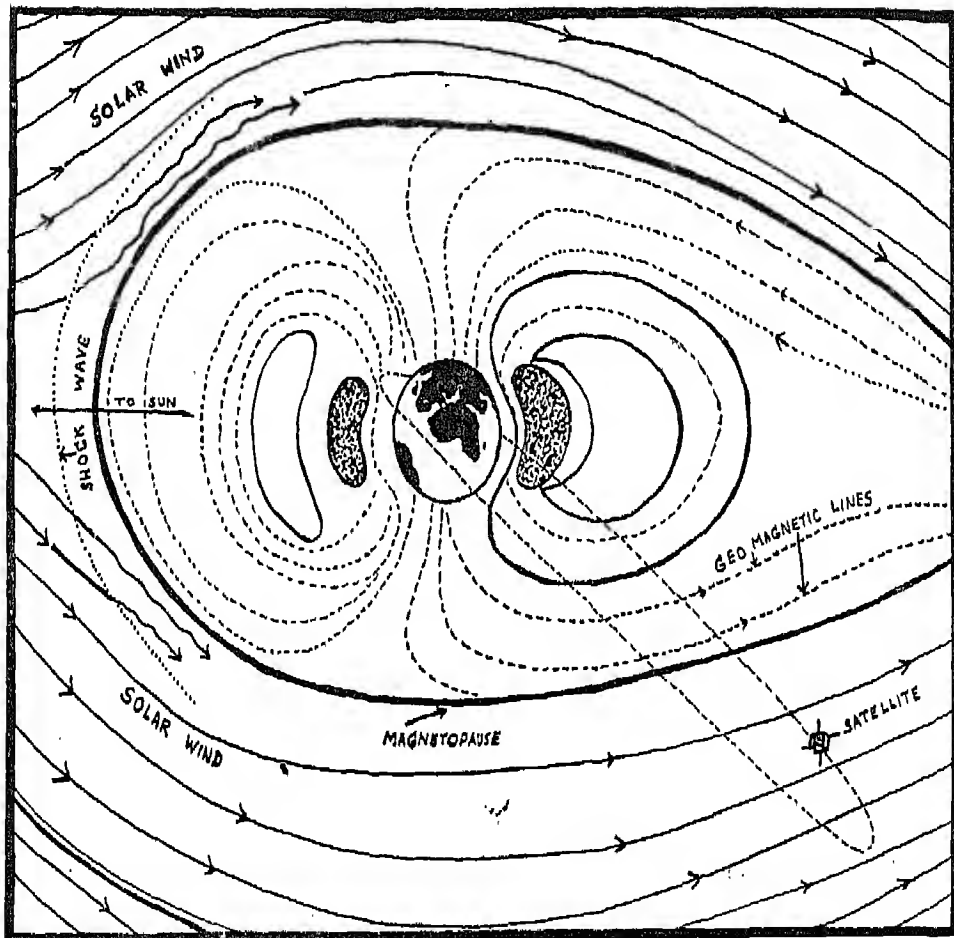 SOLAR WIND
SHOCK WAVE
TO SUN
GEO MAGNETIC LINES
SATELLITE
MAGNETOPAUSE
SOLAR WIND